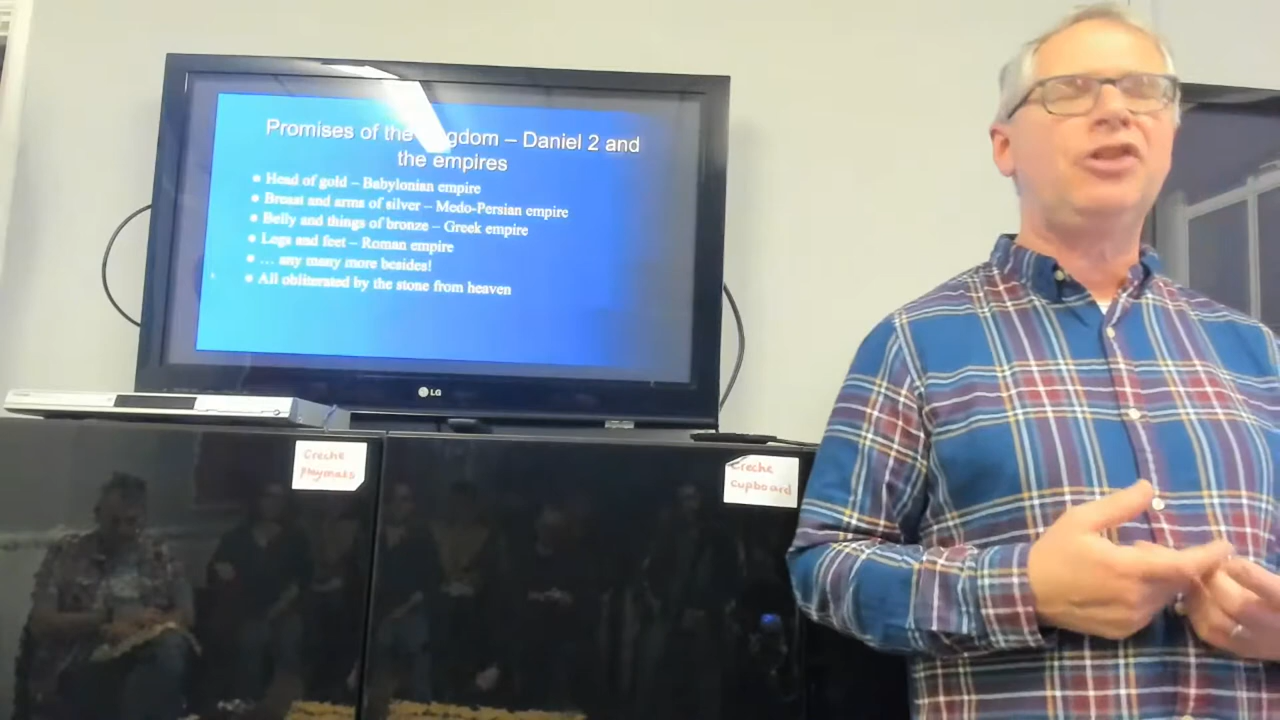 Promises of the Kingdom – Daniel 2 and
the empires
• Head of gold – Babylonian empire
• Breast and arms of silver – Medo-Persian empire
• Belly and things of bronze – Greek empire
• Legs and feet – Roman empire
• … any many more besides!
• All obliterated by the stone from heaven
LG
Creche
Playmats
Creche
Cupboard